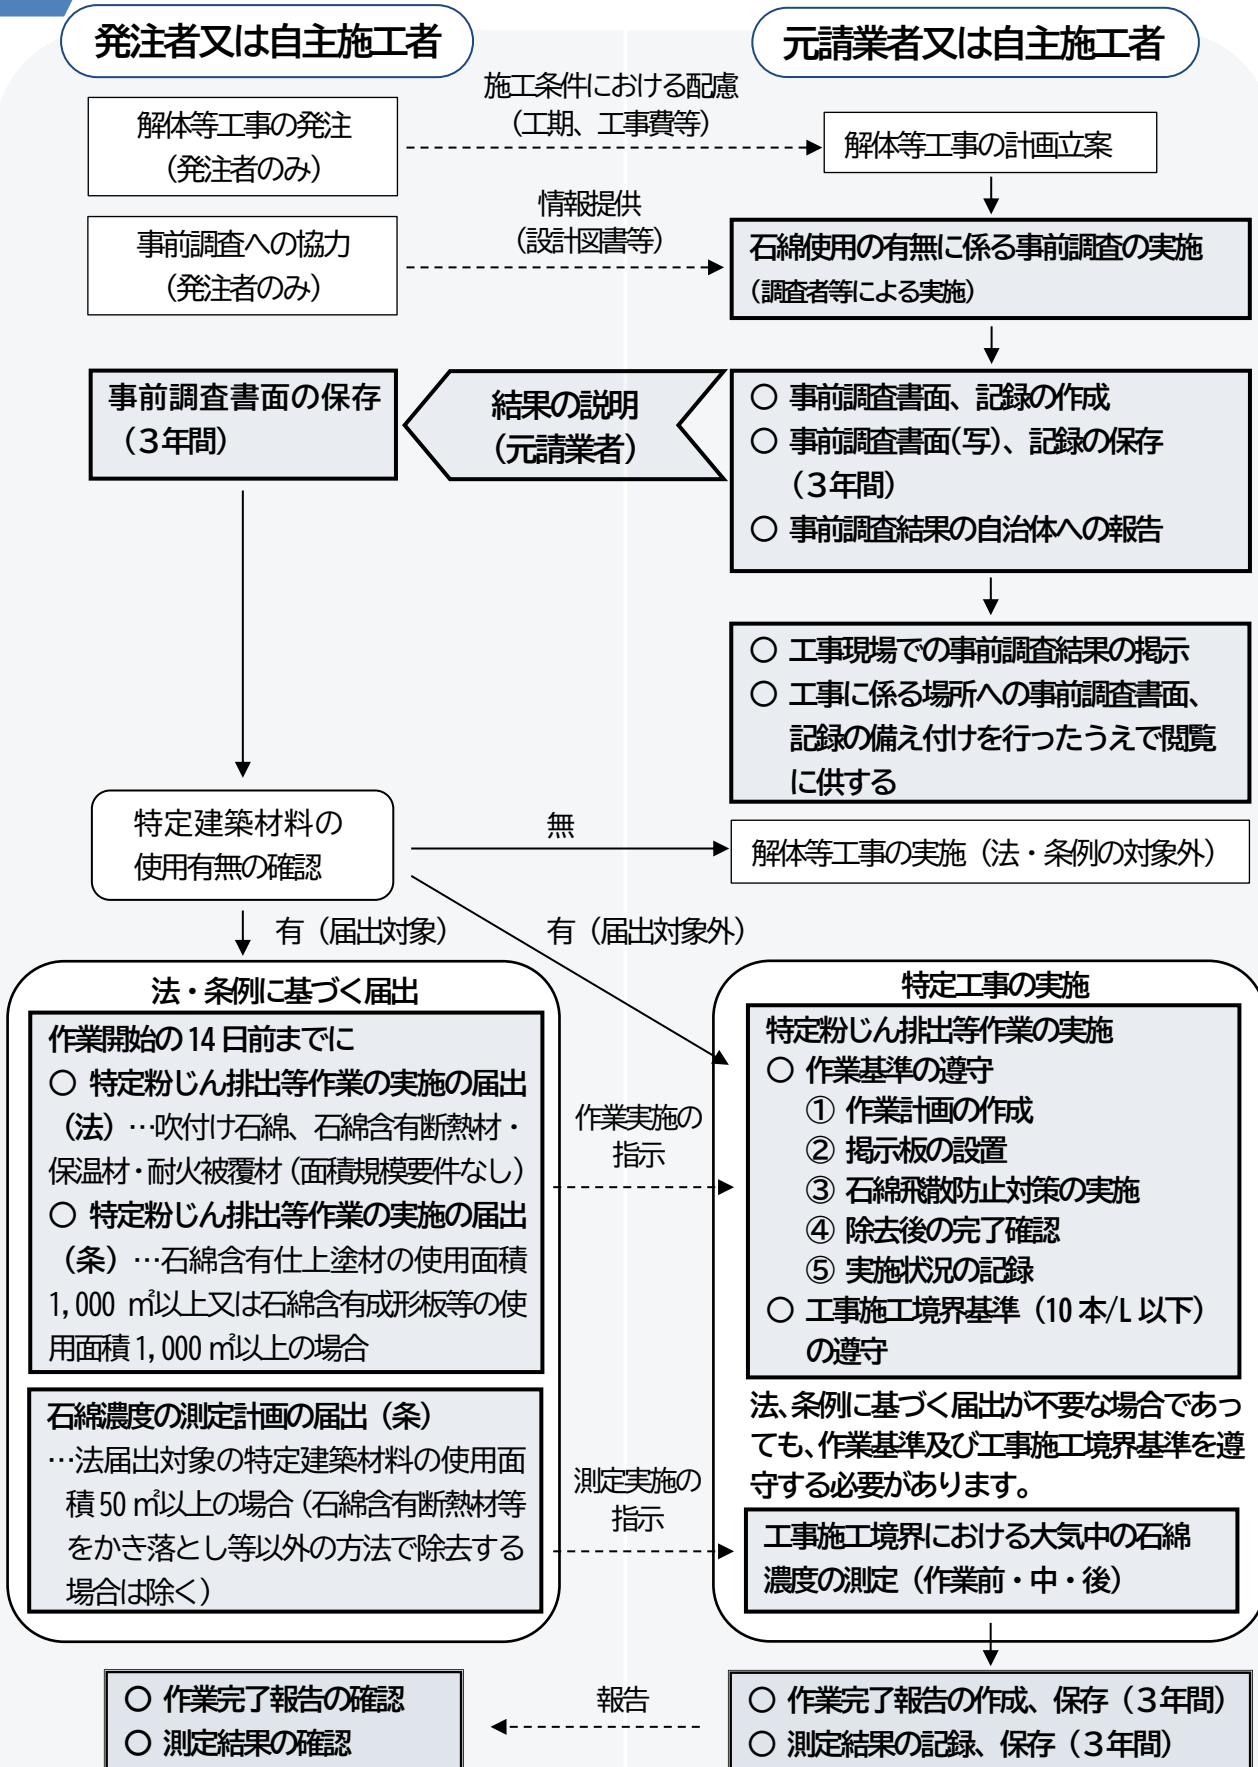 発注者又は自主施工者
元請業者又は自主施工者
解体等工事の発注
（発注者のみ）
施工条件における配慮
（工期、工事費等）
解体等工事の計画立案
事前調査への協力
（発注者のみ）
情報提供
（設計図書等）
石綿使用の有無に係る事前調査の実施
（調査者等による実施）
事前調査書面の保存
（３年間）
結果の説明
（元請業者）
○ 事前調査書面、記録の作成
○ 事前調査書面（写）、記録の保存
（３年間）
○ 事前調査結果の自治体への報告
○ 工事現場での事前調査結果の掲示
○ 工事に係る場所への事前調査書面、
記録の備え付けを行ったうえで閲覧
に供する
特定建築材料の
使用有無の確認
無
解体等工事の実施（法・条例の対象外）
有（届出対象）
有（届出対象外）
法・条例に基づく届出
作業開始の14日前までに
○ 特定粉じん排出等作業の実施の届出
（法）…吹付け石綿、石綿含有断熱材・
保温材・耐火被覆材（面積規模要件なし）
○ 特定粉じん排出等作業の実施の届出
（条）…石綿含有仕上塗材の使用面積
1,000 ㎡以上又は石綿含有成形板等の使
用面積1,000 ㎡以上の場合
石綿濃度の測定計画の届出（条）
…法届出対象の特定建築材料の使用面
積50 ㎡以上の場合（石綿含有断熱材等
をかき落とし等以外の方法で除去する
場合は除く）
作業実施の
指示
測定実施の
指示
特定工事の実施
特定粉じん排出等作業の実施
○ 作業基準の遵守
① 作業計画の作成
② 掲示板の設置
③ 石綿飛散防止対策の実施
④ 除去後の完了確認
⑤ 実施状況の記録
○ 工事施工境界基準（10 本/L 以下）
の遵守
法、条例に基づく届出が不要な場合であっ
ても、作業基準及び工事施工境界基準を遵
守する必要があります。
工事施工境界における大気中の石綿
濃度の測定（作業前・中・後）
○ 作業完了報告の確認
○ 測定結果の確認
報告
○ 作業完了報告の作成、保存（３年間）
○ 測定結果の記録、保存（３年間）